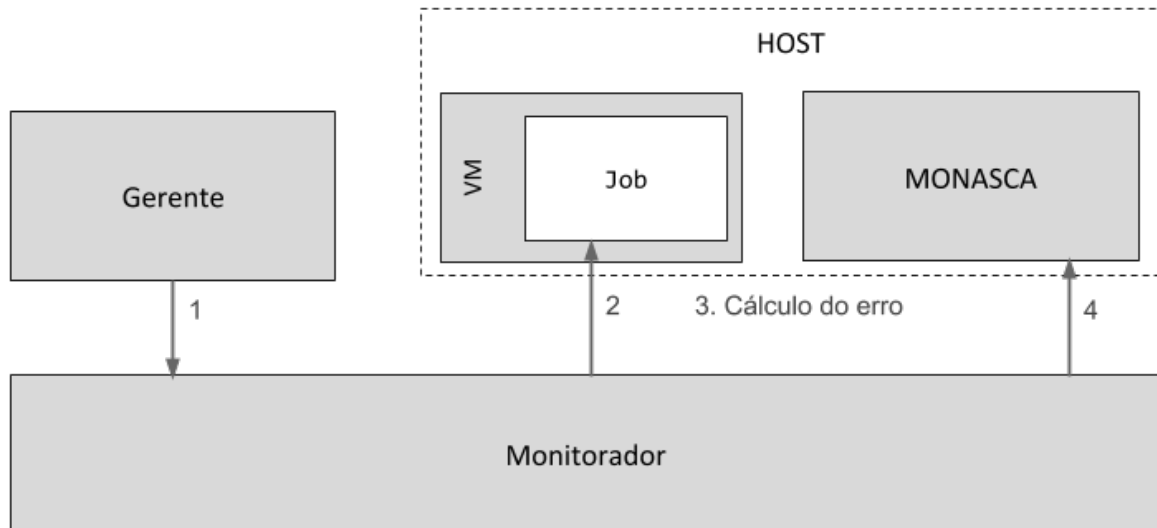 HOST
Gerente
VM
Job
MONASCA
1
2
3. Cálculo do erro
4
Monitorador